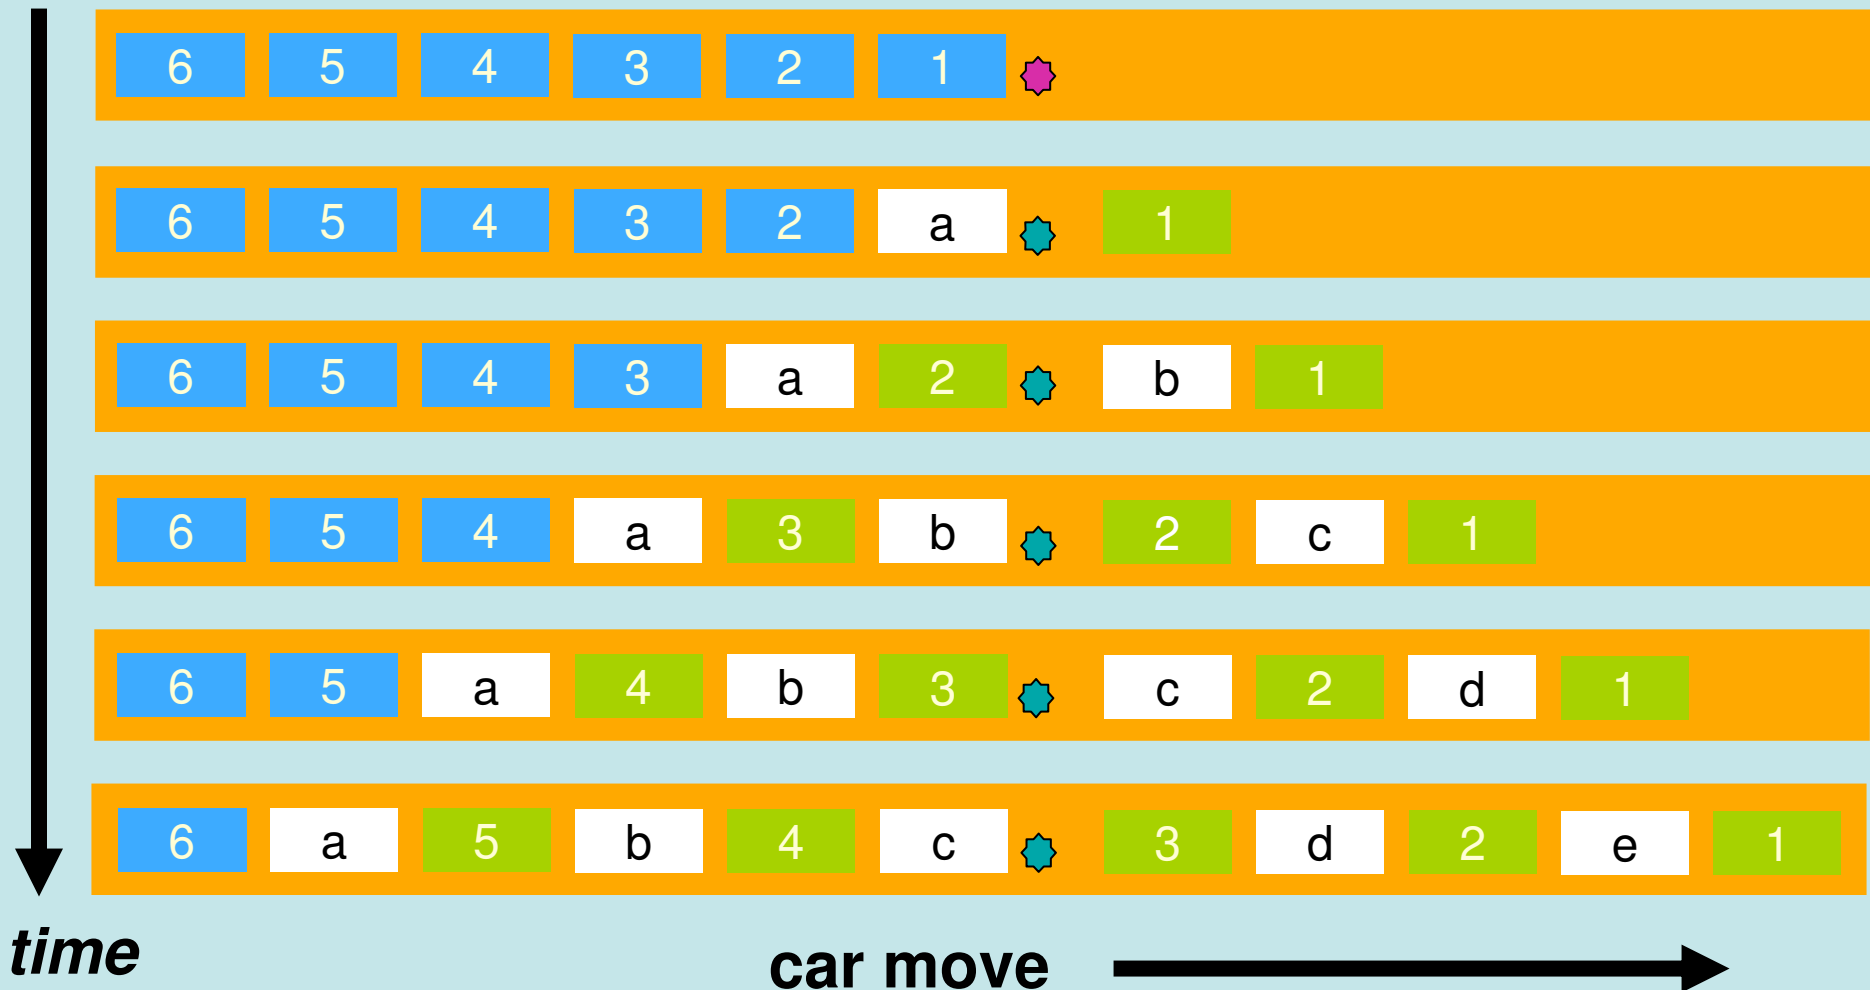 6 5 4 3 2 1
6 5 4 3 2 a 1
6 5 4 3 a 2 b 1
6 5 4 a 3 b 2 c 1
6 5 a 4 b 3 c 2 d 1
6 a 5 b 4 c 3 d 2 e 1
time
car move